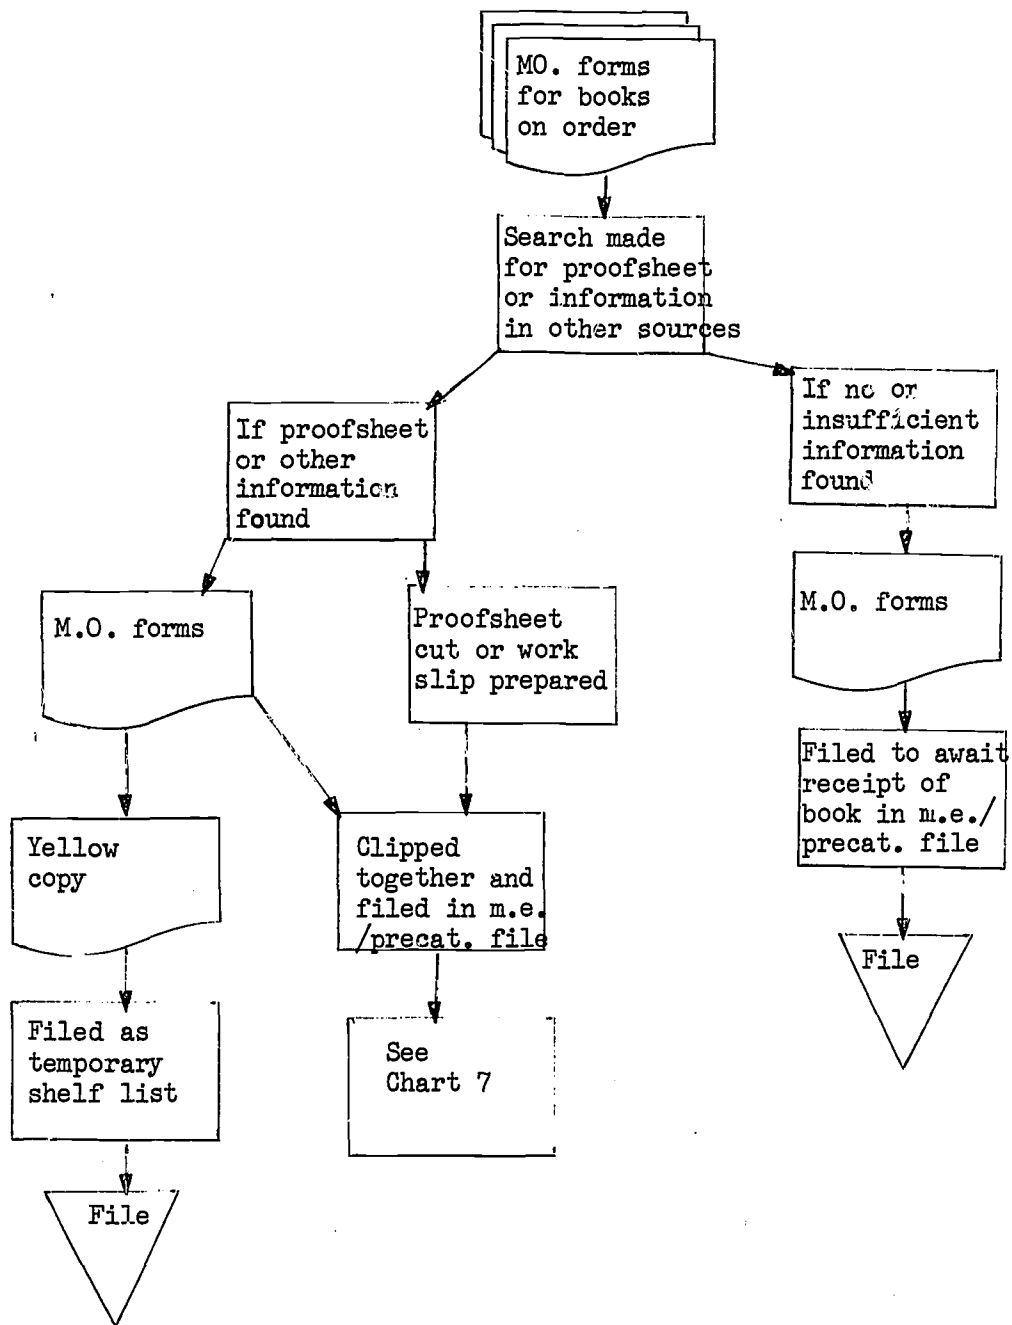 MO. forms
for books
on order
Search made
for proofsheet
or information
in other sources
If proofsheet
or other
information
found
If no or
insufficient
information
found
M.O. forms
Proofsheet
cut or work
slip prepared
M.O. forms
Yellow
copy
Clipped
together and
filed in m.e.
/precat. file
Filed to await
receipt of
book in m.e./
precat. file
Filed as
temporary
shelf list
See
Chart 7
File
File